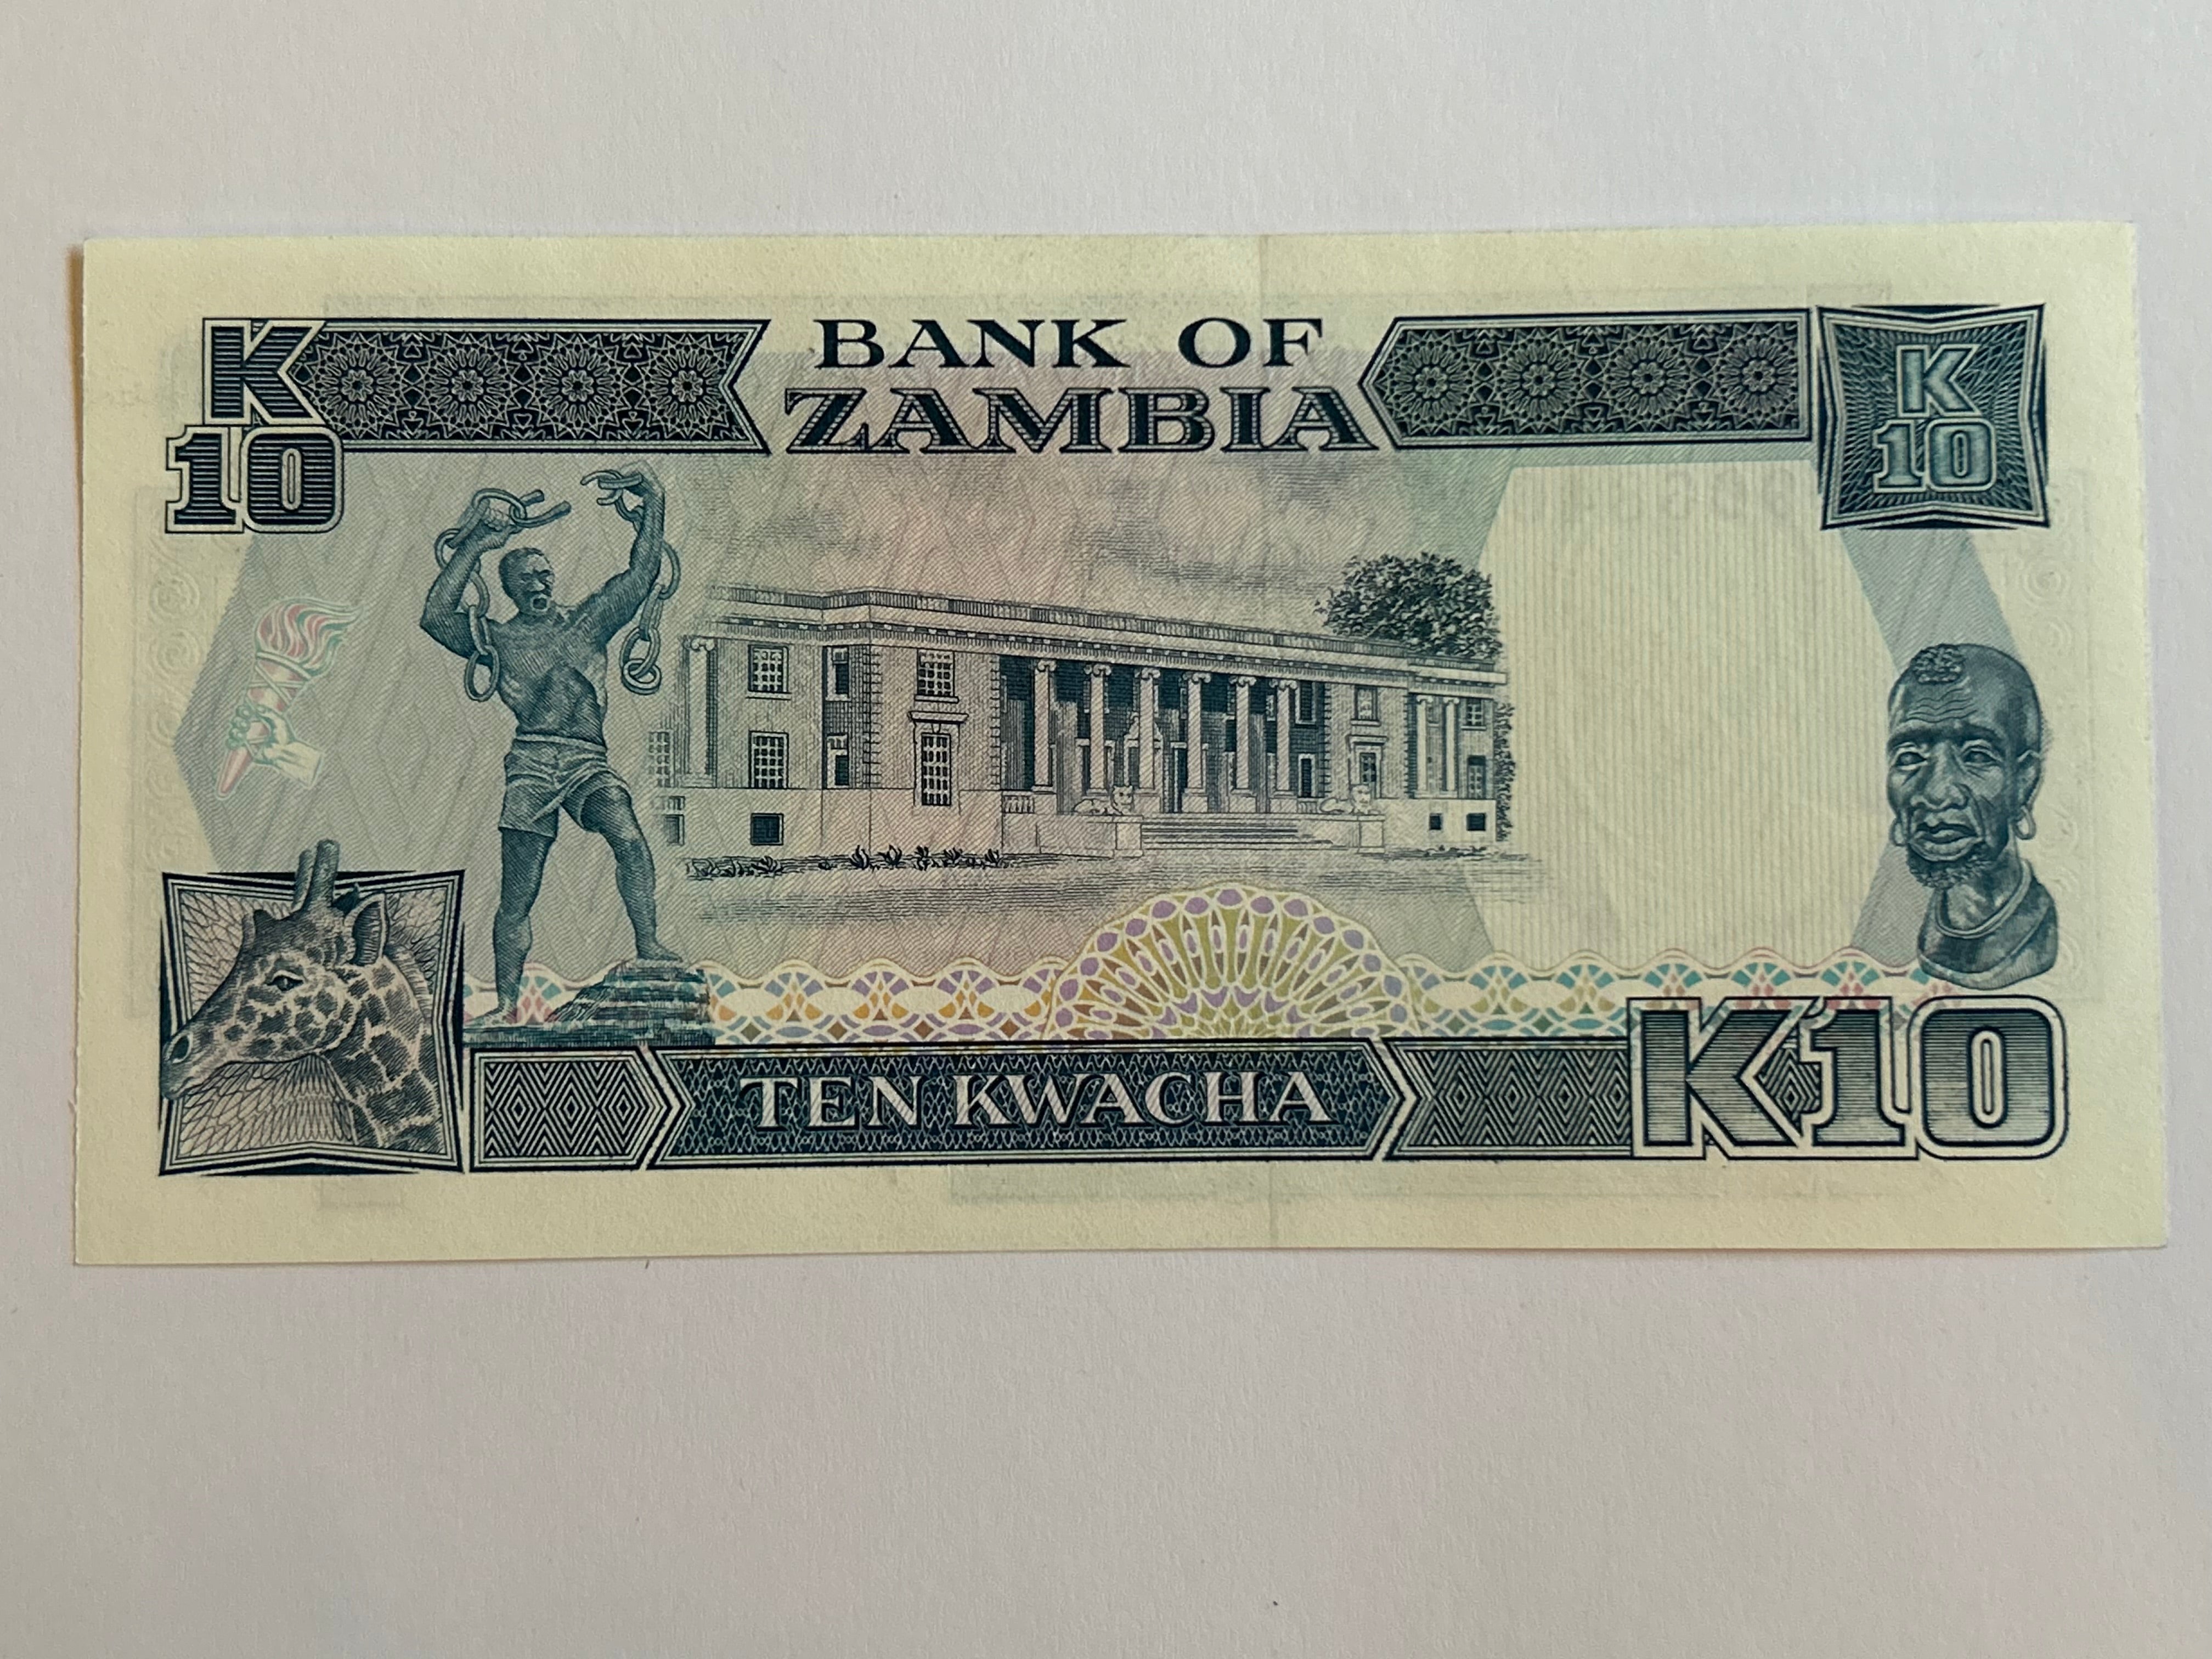 K
10
BANK OF
ZAMBIA
K
10
TEN KWACHA
K10